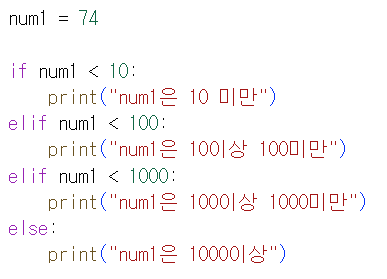 num1 = 74
if num1 < 10:
    print("num1은 10 미만")
elif num1 < 100:
    print("num1은 10이상 100미만")
elif num1 < 1000:
    print("num1은 100이상 1000미만")
else:
    print("num1은 1000이상")